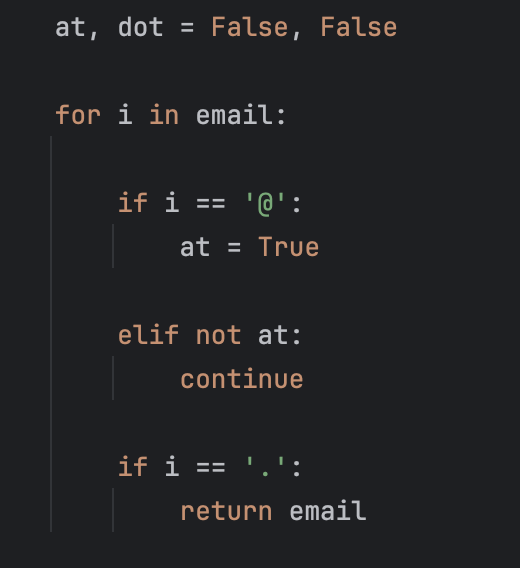 at, dot = False, False
for i in email:
if i == '@':
at = True
elif not at:
continue
if i == '.':
return email